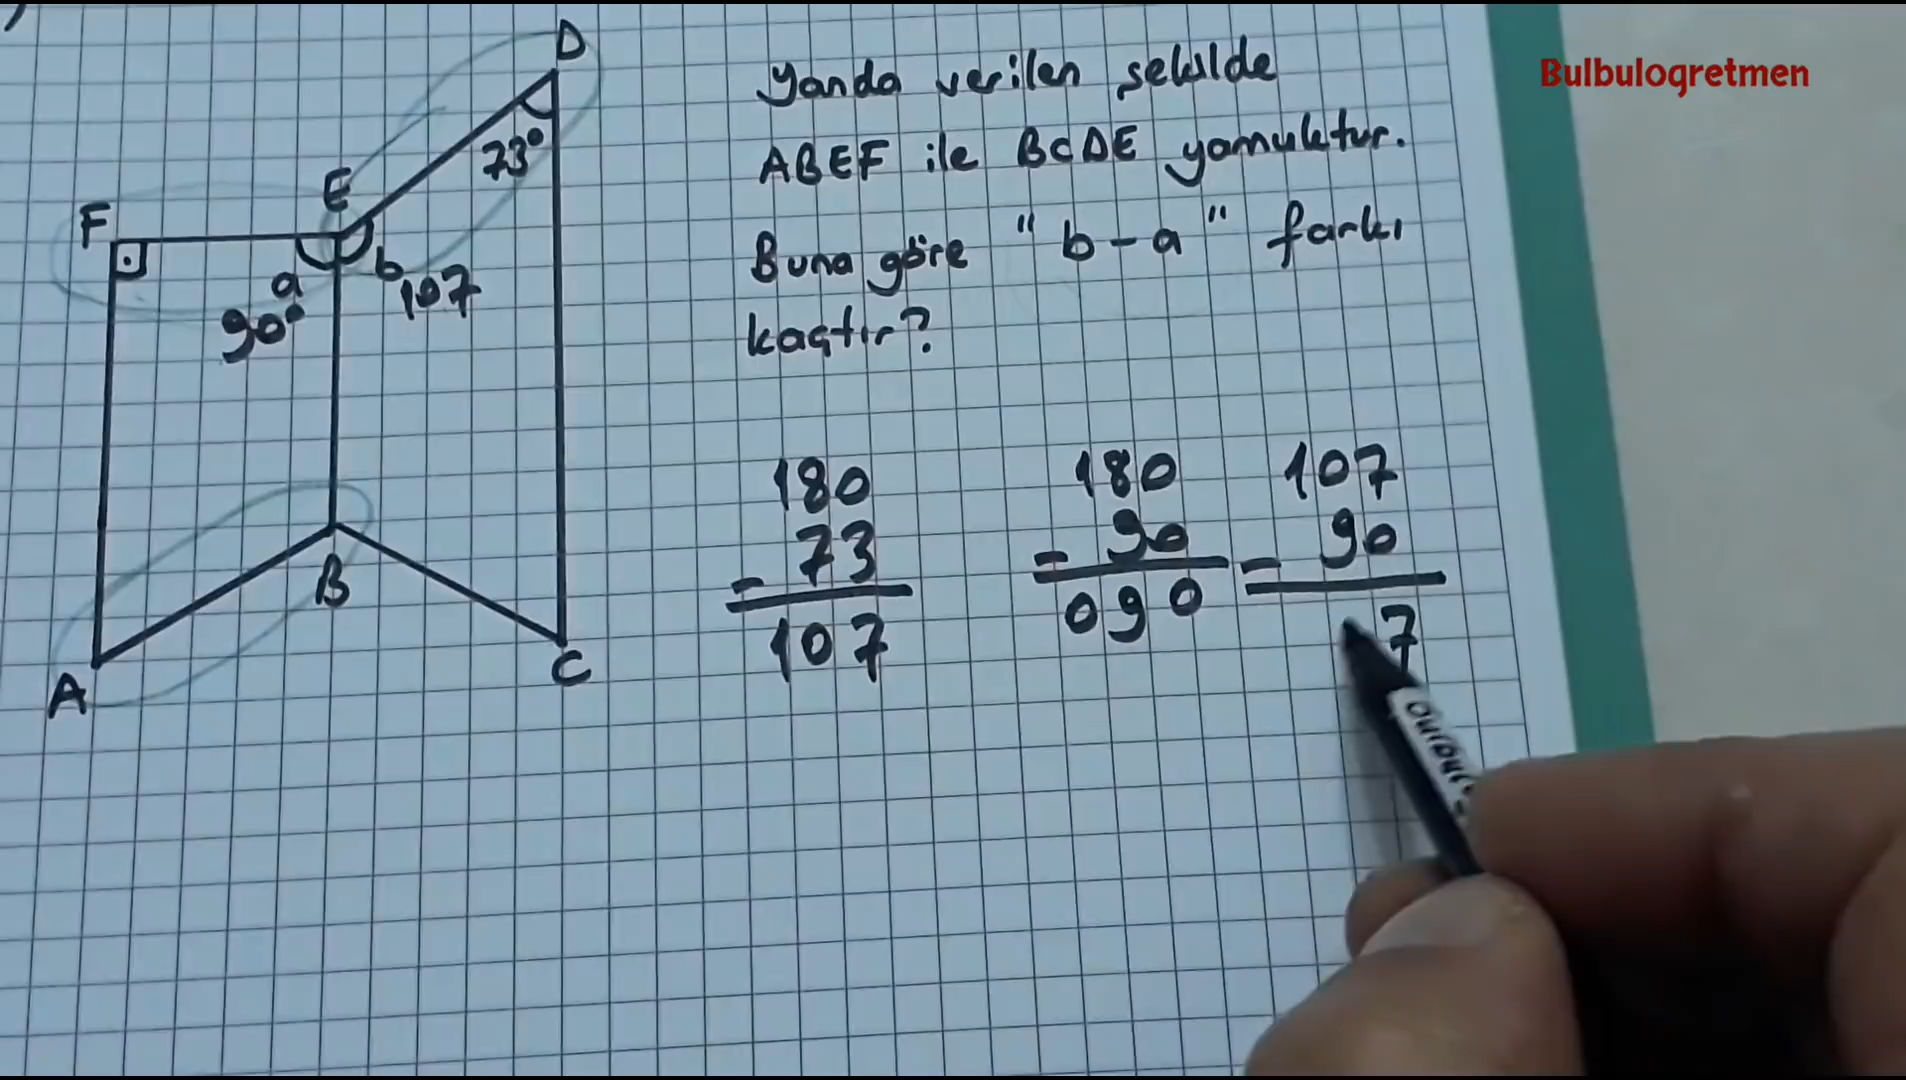 Bulbulogretmen
Yanda verilen şekilde
ABEF ile BCDE yamuktur.
Buna göre "b-a" farkı
kaçtır?
D
73°
E
F
a
b
90°
107
B
A
C
180
- 73
107
180
- 90
090
107
- 90
7